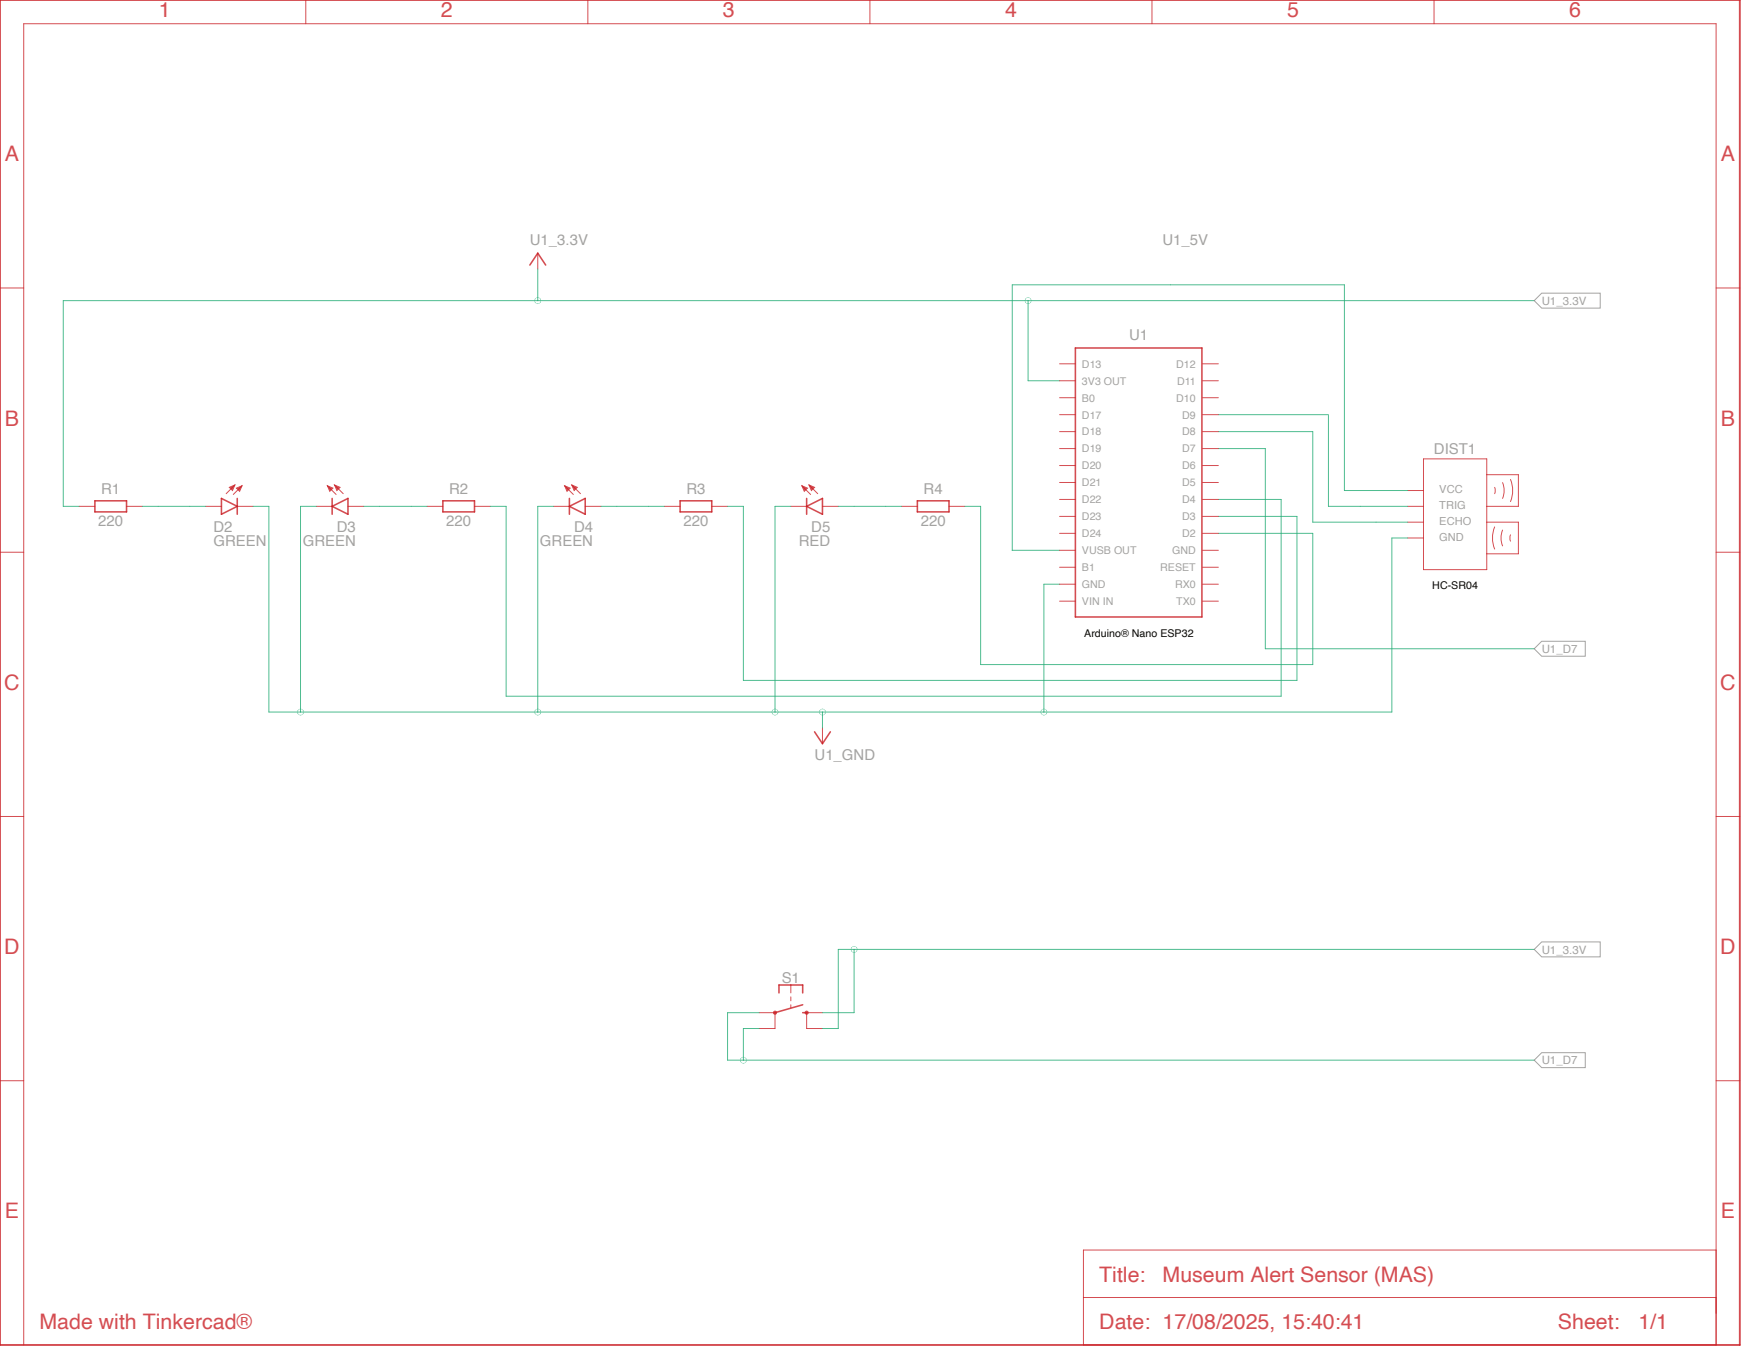 1 2 3 4 5 6
A A
U1_3.3V U1_5V
U1_3.3V
U1
D13 D12
3V3 OUT D11
B0 D10
B B
D17 D9
D18 D8
D19 D7
DIST1
D20 D6
D21 D5
R1 R2 R3 R4
VCC
D22 D4
TRIG
220 220 220 220
D23 D3
ECHO
D2 D3 D4 D5
D24 D2
GND
GREEN GREEN GREEN RED
VUSB OUT GND
B1 RESET
GND RX0
HC-SR04
VIN IN TX0
Arduino® Nano ESP32
U1_D7
C C
U1_GND
D D
U1_3.3V
S1
U1_D7
E E
Title: Museum Alert Sensor (MAS)
Made with Tinkercad®
Date: 17/08/2025, 15:40:41 Sheet: 1/1